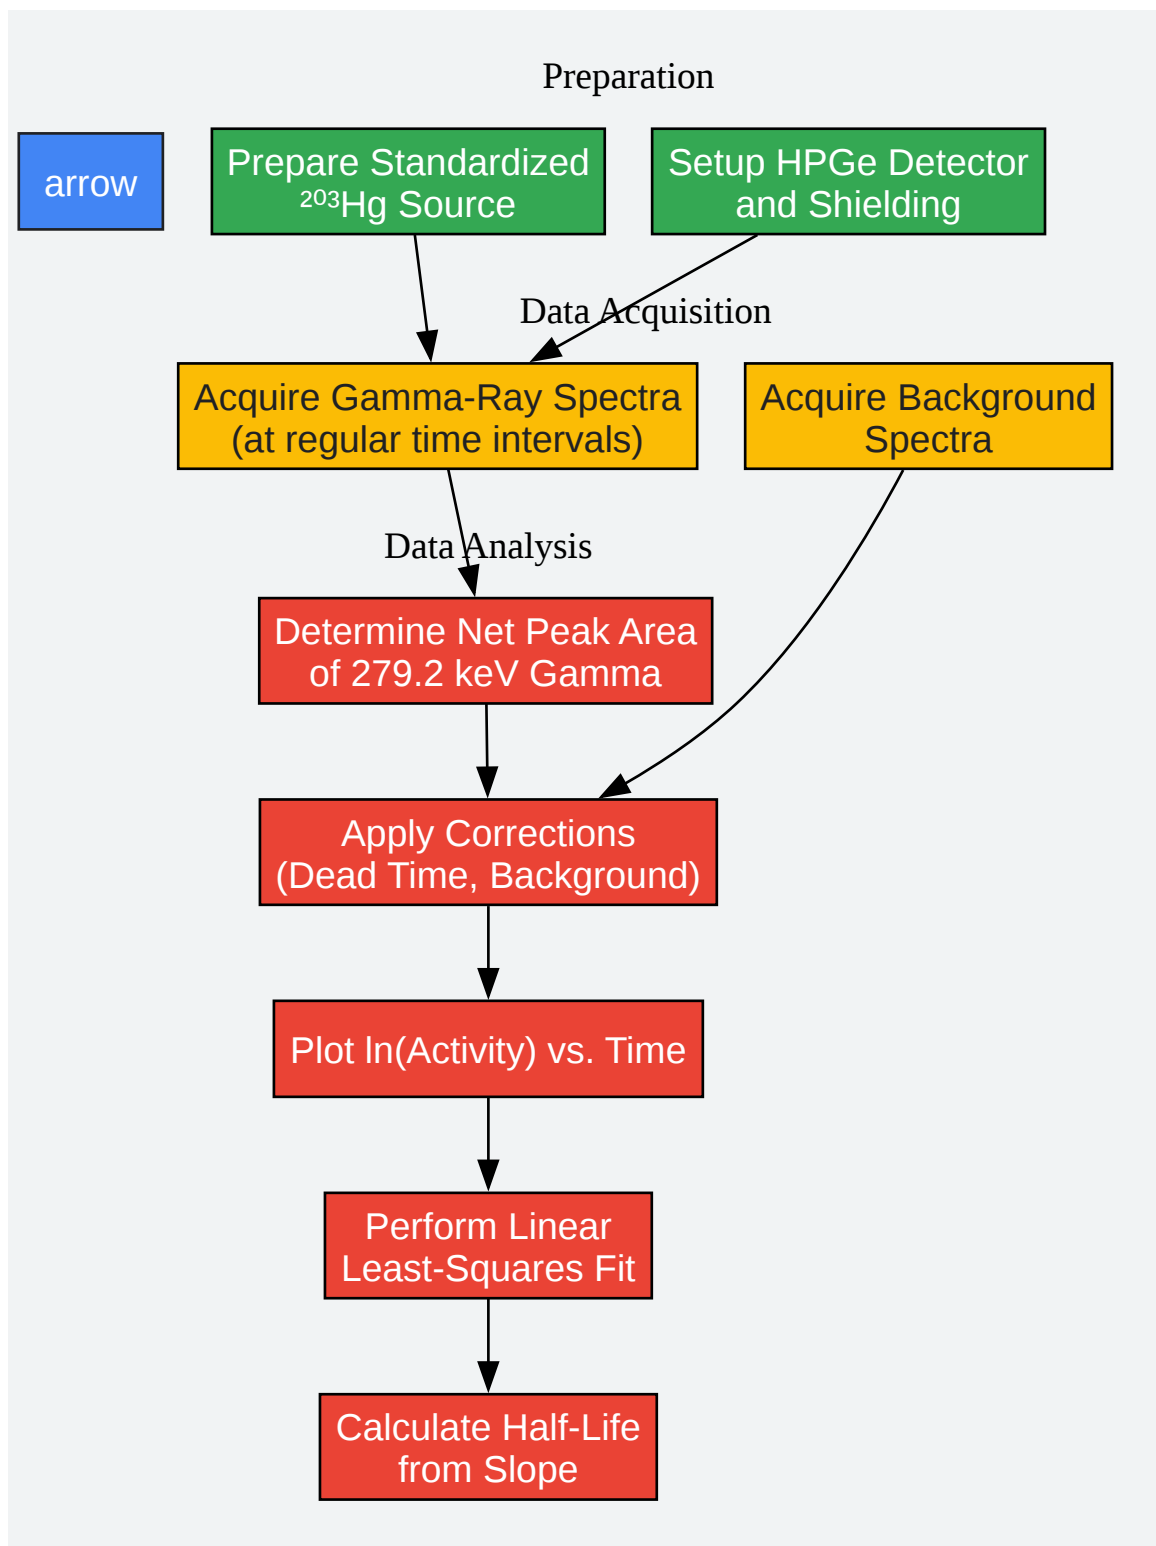 Preparation
arrow
Prepare Standardized
²⁰³Hg Source
Setup HPGe Detector
and Shielding
Data Acquisition
Acquire Gamma-Ray Spectra
(at regular time intervals)
Acquire Background
Spectra
Data Analysis
Determine Net Peak Area
of 279.2 keV Gamma
Apply Corrections
(Dead Time, Background)
Plot ln(Activity) vs. Time
Perform Linear
Least-Squares Fit
Calculate Half-Life
from Slope